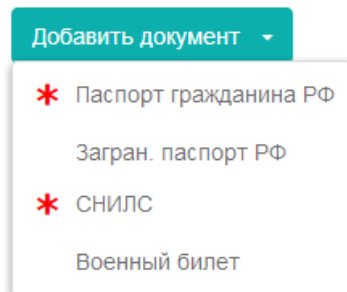 Добавить документ
* Паспорт гражданина РФ
Загран. паспорт РФ
* СНИЛС
Военный билет